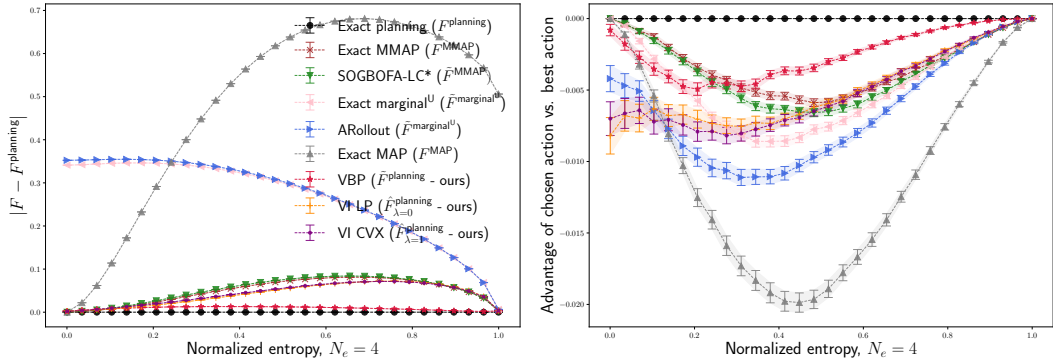 |F − F^planning|
0.7
0.6
0.5
0.4
0.3
0.2
0.1
0.0
0.0 0.2 0.4 0.6 0.8 1.0
Normalized entropy, N_e = 4
Exact planning (F^planning)
Exact MMAP (F^MMAP)
SOGBOFA-LC* (F̃^MMAP)
Exact marginal^U (F̃^marginal^U)
ARollout (F̃^marginal^U)
Exact MAP (F^MAP)
VBP (F̃^planning - ours)
VI LP (F̂^planning_λ=0 - ours)
VI CVX (F̂^planning_λ=1 - ours)
Advantage of chosen action vs. best action
0.000
−0.005
−0.010
−0.015
−0.020
0.0 0.2 0.4 0.6 0.8 1.0
Normalized entropy, N_e = 4